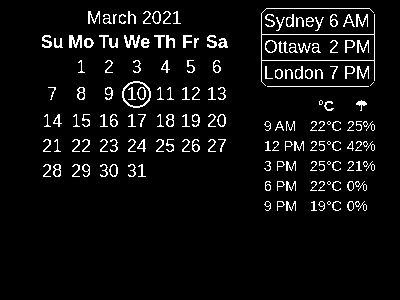 March 2021
Su Mo Tu We Th Fr Sa
1 2 3 4 5 6
7 8 9 10 11 12 13
14 15 16 17 18 19 20
21 22 23 24 25 26 27
28 29 30 31
Sydney 6 AM
Ottawa 2 PM
London 7 PM
°C ☂
9 AM 22°C 25%
12 PM 25°C 42%
3 PM 25°C 21%
6 PM 22°C 0%
9 PM 19°C 0%